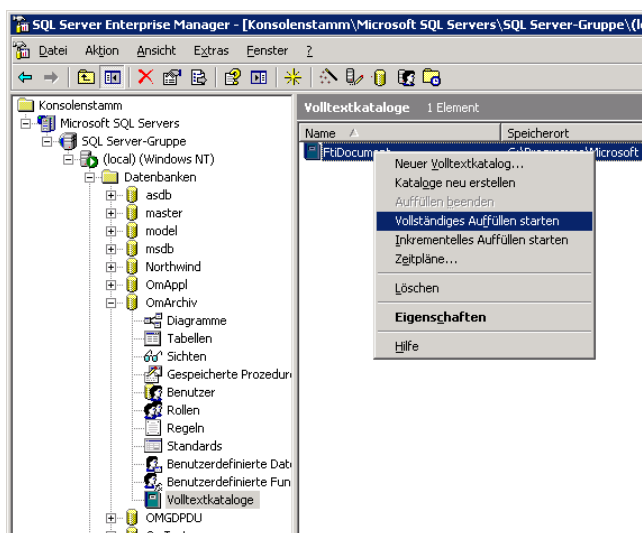 SQL Server Enterprise Manager - [Konsolenstamm\Microsoft SQL Servers\SQL Server-Gruppe\(l
Datei Aktion Ansicht Extras Fenster ?
Konsolenstamm
Microsoft SQL Servers
SQL Server-Gruppe
(local) (Windows NT)
Datenbanken
asdb
master
model
msdb
Northwind
OmAppl
OmArchiv
Diagramme
Tabellen
Sichten
Gespeicherte Prozedur
Benutzer
Rollen
Regeln
Standards
Benutzerdefinierte Dat
Benutzerdefinierte Fun
Volltextkataloge
OMGDPDU
Volltextkataloge 1 Element
Name Speicherort
FtiDocument Microsoft
Neuer Volltextkatalog...
Kataloge neu erstellen
Auffüllen beenden
Vollständiges Auffüllen starten
Inkrementelles Auffüllen starten
Zeitpläne...
Löschen
Eigenschaften
Hilfe